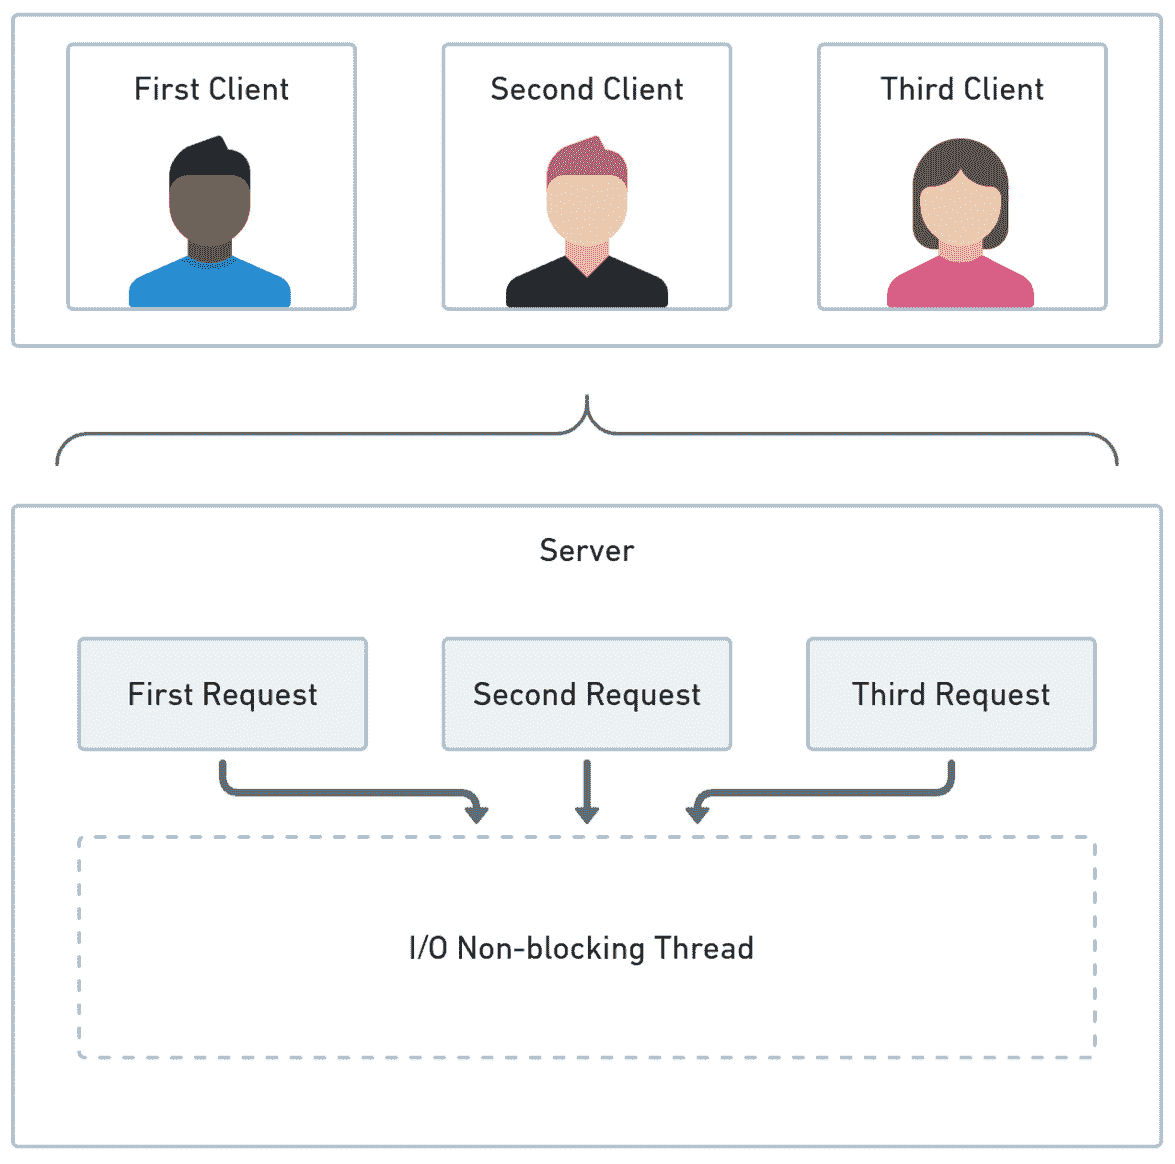 First Client
Second Client
Third Client
Server
First Request
Second Request
Third Request
I/O Non-blocking Thread